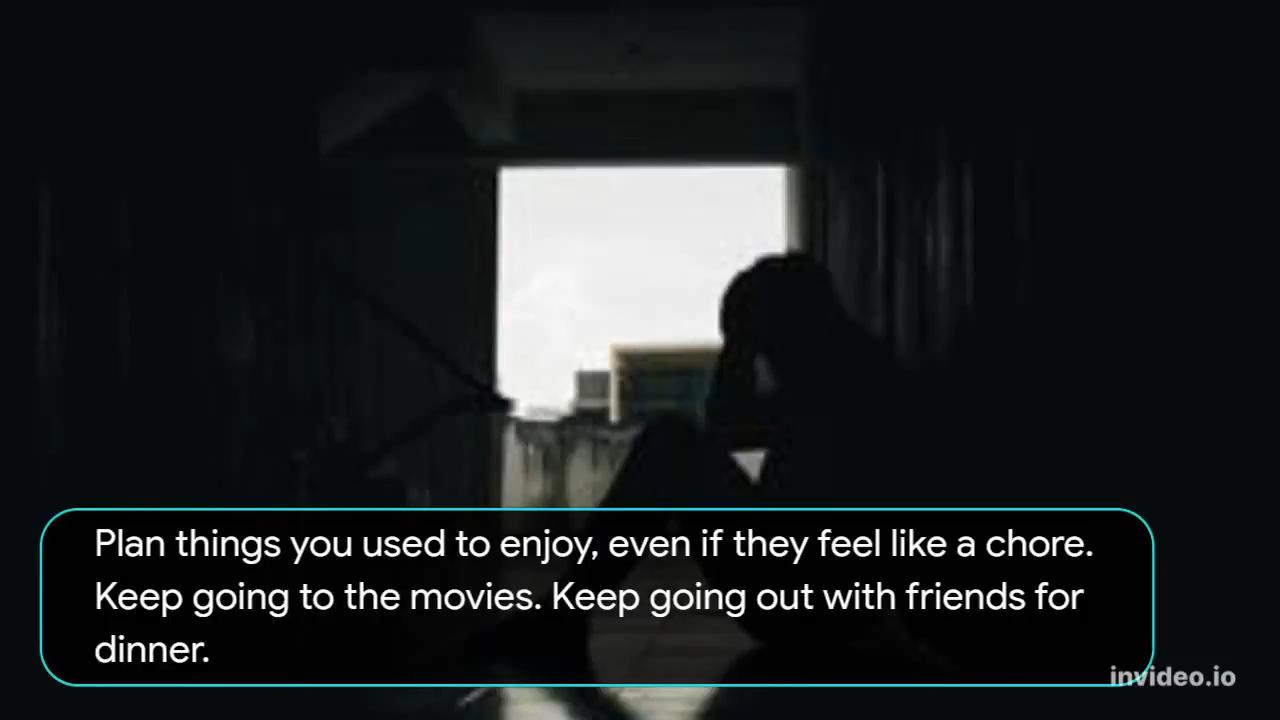 Plan things you used to enjoy, even if they feel like a chore.
Keep going to the movies. Keep going out with friends for
dinner.
invideo.io